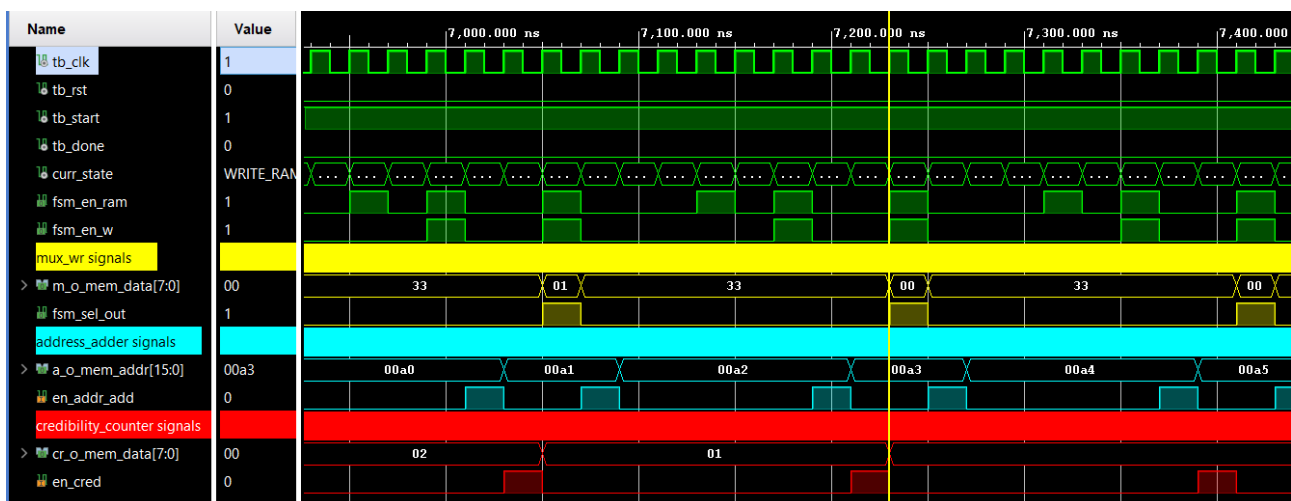 Name Value
7,000.000 ns 7,100.000 ns 7,200.000 ns 7,300.000 ns 7,400.000
tb_clk 1
tb_rst 0
tb_start 1
tb_done 0
curr_state WRITE_RAM ... ... ... ... ... ... ... ... ... ... ... ... ... ... ... ... ... ... ... ... ... ... ... ... ...
fsm_en_ram 1
fsm_en_w 1
mux_wr signals
m_o_mem_data[7:0] 00 33 01 33 00 33 00
fsm_sel_out 1
address_adder signals
a_o_mem_addr[15:0] 00a3 00a0 00a1 00a2 00a3 00a4 00a5
en_addr_add 0
credibility_counter signals
cr_o_mem_data[7:0] 00 02 01
en_cred 0